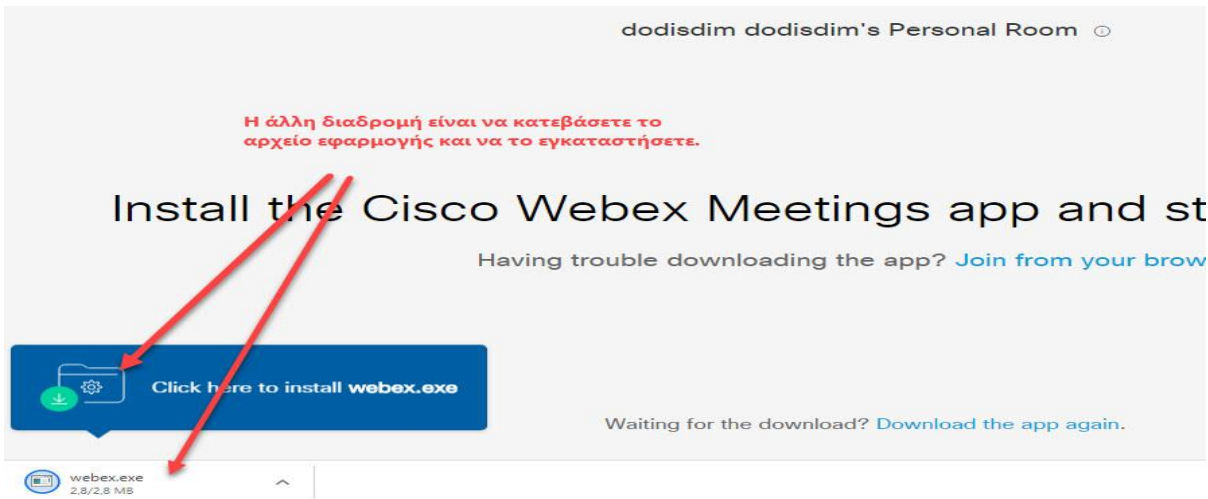 dodisdim dodisdim's Personal Room
Η άλλη διαδρομή είναι να κατεβάσετε το
αρχείο εφαρμογής και να το εγκαταστήσετε.
Install the Cisco Webex Meetings app and st
Having trouble downloading the app? Join from your brow
Click here to install webex.exe
Waiting for the download? Download the app again.
webex.exe
2,8/2,8 MB